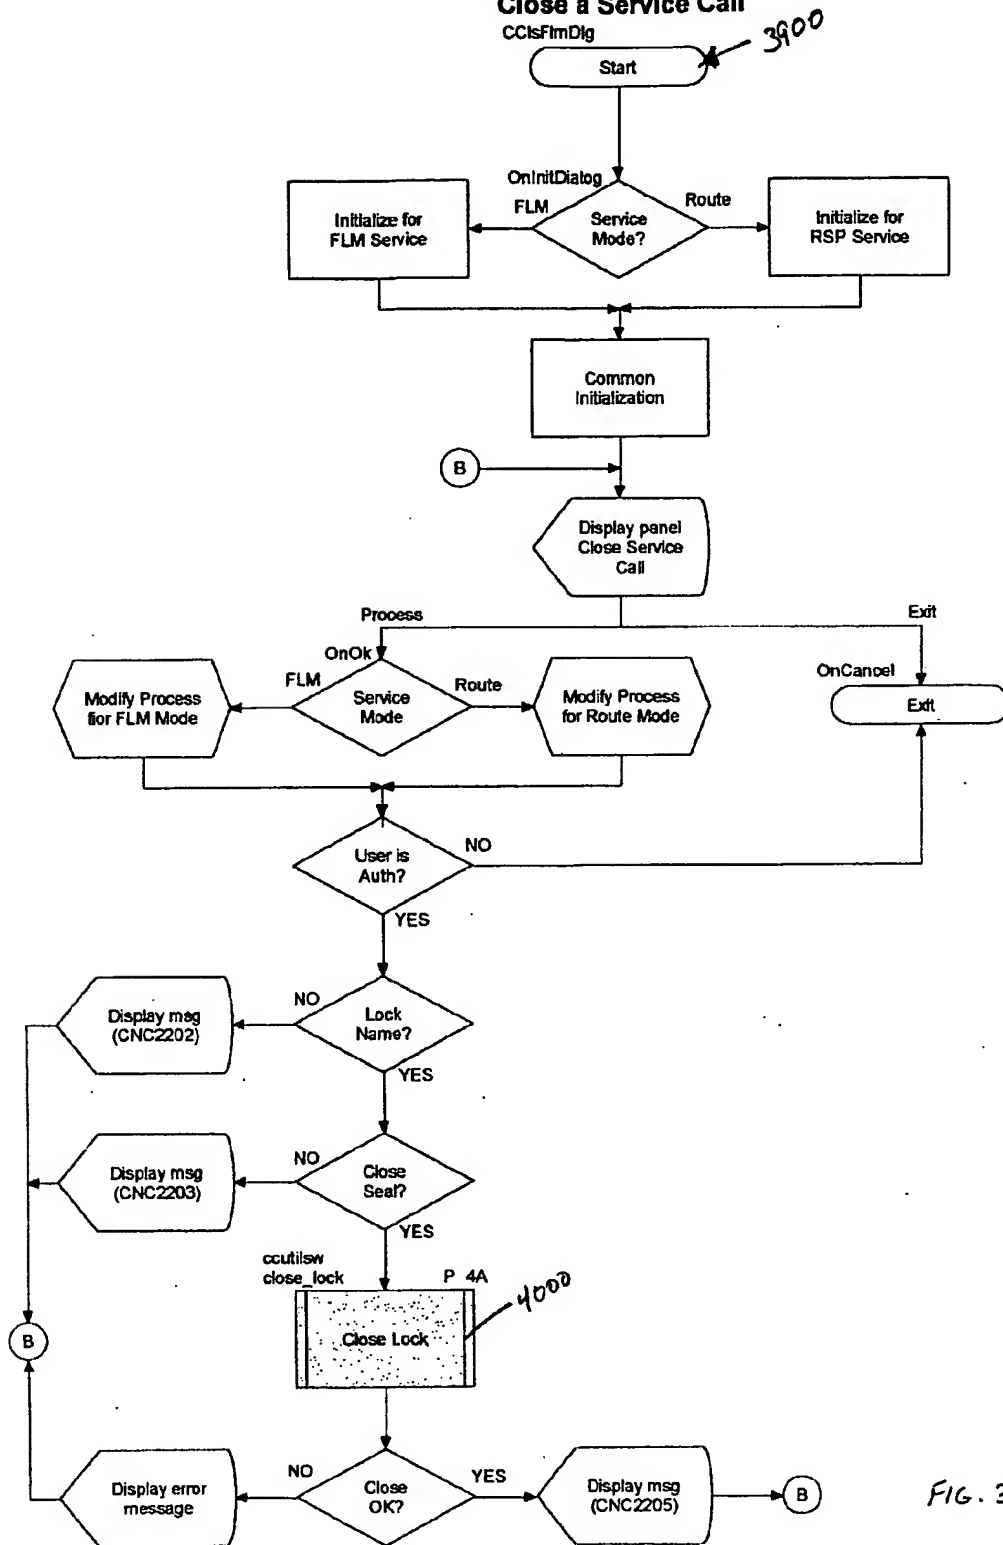 Close a Service Call
CClsFlmDlg
3900
Start
OnInitDialog
FLM
Service
Mode?
Route
Initialize for
FLM Service
Initialize for
RSP Service
Common
Initialization
B
Display panel
Close Service
Call
Process
Exit
OnOk
FLM
Service
Mode
Route
OnCancel
Exit
Modify Process
for FLM Mode
Modify Process
for Route Mode
User is
Auth?
NO
YES
Display msg
(CNC2202)
NO
Lock
Name?
YES
Display msg
(CNC2203)
NO
Close
Seal?
YES
ccutilsw
close_lock
P 4A
4000
Close Lock
B
Display error
message
NO
Close
OK?
YES
Display msg
(CNC2205)
B
FIG. 3